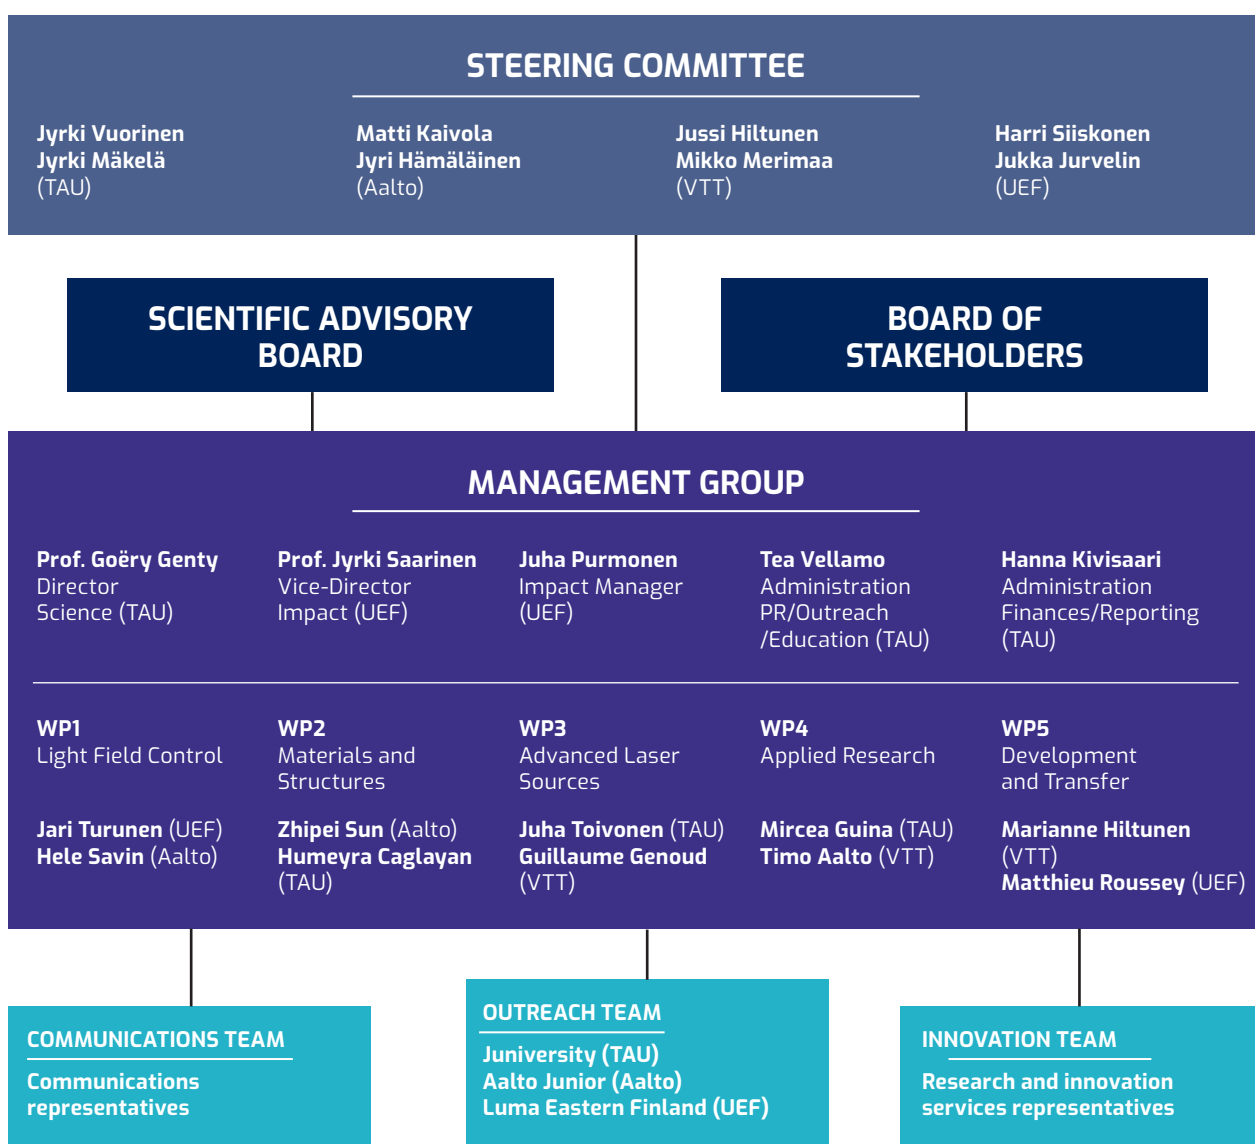 STEERING COMMITTEE
Jyrki Vuorinen
Jyrki Mäkelä
(TAU)
Matti Kaivola
Jyri Hämäläinen
(Aalto)
Jussi Hiltunen
Mikko Merimaa
(VTT)
Harri Siiskonen
Jukka Jurvelin
(UEF)
SCIENTIFIC ADVISORY
BOARD
BOARD OF
STAKEHOLDERS
MANAGEMENT GROUP
Prof. Goëry Genty
Director
Science (TAU)
Prof. Jyrki Saarinen
Vice-Director
Impact (UEF)
Juha Purmonen
Impact Manager
(UEF)
Tea Vellamo
Administration
PR/Outreach
/Education (TAU)
Hanna Kivisaari
Administration
Finances/Reporting
(TAU)
WP1
Light Field Control
Jari Turunen (UEF)
Hele Savin (Aalto)
WP2
Materials and
Structures
Zhipei Sun (Aalto)
Humeyra Caglayan
(TAU)
WP3
Advanced Laser
Sources
Juha Toivonen (TAU)
Guillaume Genoud
(VTT)
WP4
Applied Research
Mircea Guina (TAU)
Timo Aalto (VTT)
WP5
Development
and Transfer
Marianne Hiltunen
(VTT)
Matthieu Roussey (UEF)
COMMUNICATIONS TEAM
Communications
representatives
OUTREACH TEAM
Juniversity (TAU)
Aalto Junior (Aalto)
Luma Eastern Finland (UEF)
INNOVATION TEAM
Research and innovation
services representatives